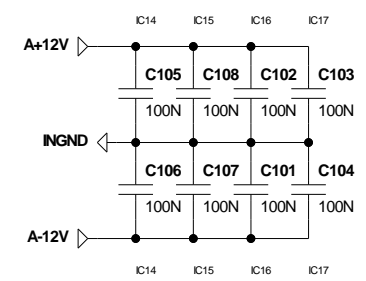 IC14 IC15 IC16 IC17
A+12V
C105 C108 C102 C103
100N 100N 100N 100N
INGND
C106 C107 C101 C104
100N 100N 100N 100N
A-12V
IC14 IC15 IC16 IC17